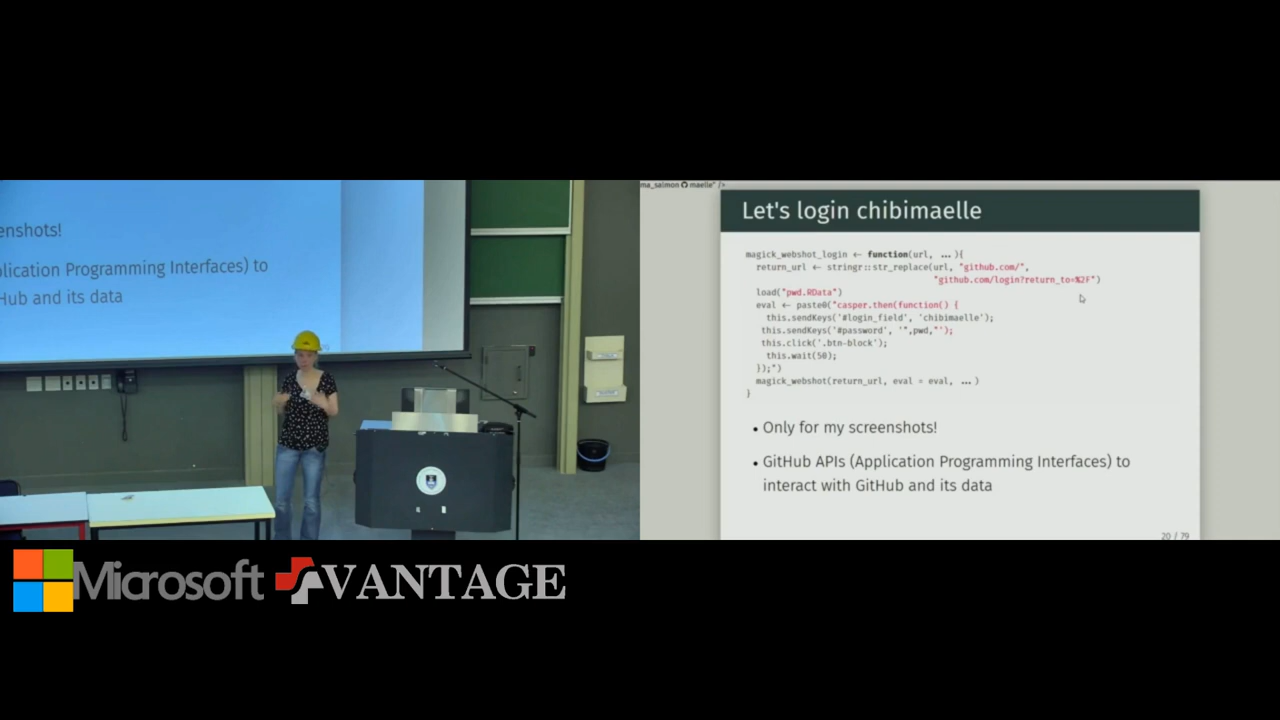 enshots!
plication Programming Interfaces) to
Hub and its data
ma_salmon maelle" />
Let's login chibimaelle
magick_webshot_login ← function(url, ...){
return_url ← stringr::str_replace(url, "github.com/",
"github.com/login?return_to=%2F")
load("pwd.RData")
eval ← paste0("casper.then(function() {
this.sendKeys('#login_field', 'chibimaelle');
this.sendKeys('#password', '",pwd,"');
this.click('.btn-block');
this.wait(50);
});")
magick_webshot(return_url, eval = eval, ...)
}
• Only for my screenshots!
• GitHub APIs (Application Programming Interfaces) to
interact with GitHub and its data
20 / 79
Microsoft VANTAGE